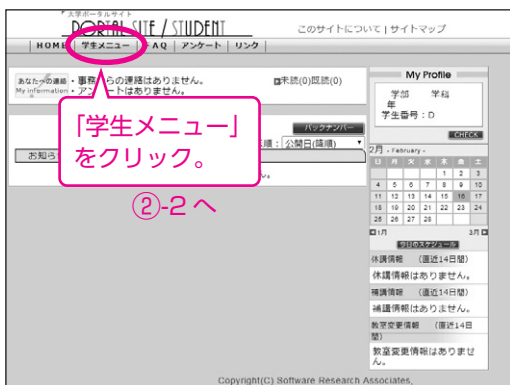 大学ポータルサイト
PORTAL SITE / STUDENT
このサイトについて | サイトマップ
| HOME | 学生メニュー | FAQ | アンケート | リンク |
あなたへの連絡
My Information
・事務からの連絡はありません。
・アンケートはありません。
未読(0)既読(0)
「学生メニュー」
をクリック。
②-2 へ
バックナンバー
順：公開日(降順)
お知ら
ん。
My Profile
学部 学科
年
学生番号：D
CHECK
2月 - February -
日 月 火 水 木 金 土
1 2 3
4 5 6 7 8 9 10
11 12 13 14 15 16 17
18 19 20 21 22 23 24
25 26 27 28
1月 3月
今日のスケジュール
休講情報 (直近14日間)
休講情報はありません。
補講情報 (直近14日間)
補講情報はありません。
教室変更情報 (直近14日
間)
教室変更情報はありませ
ん。
Copyright(C) Software Research Associates,